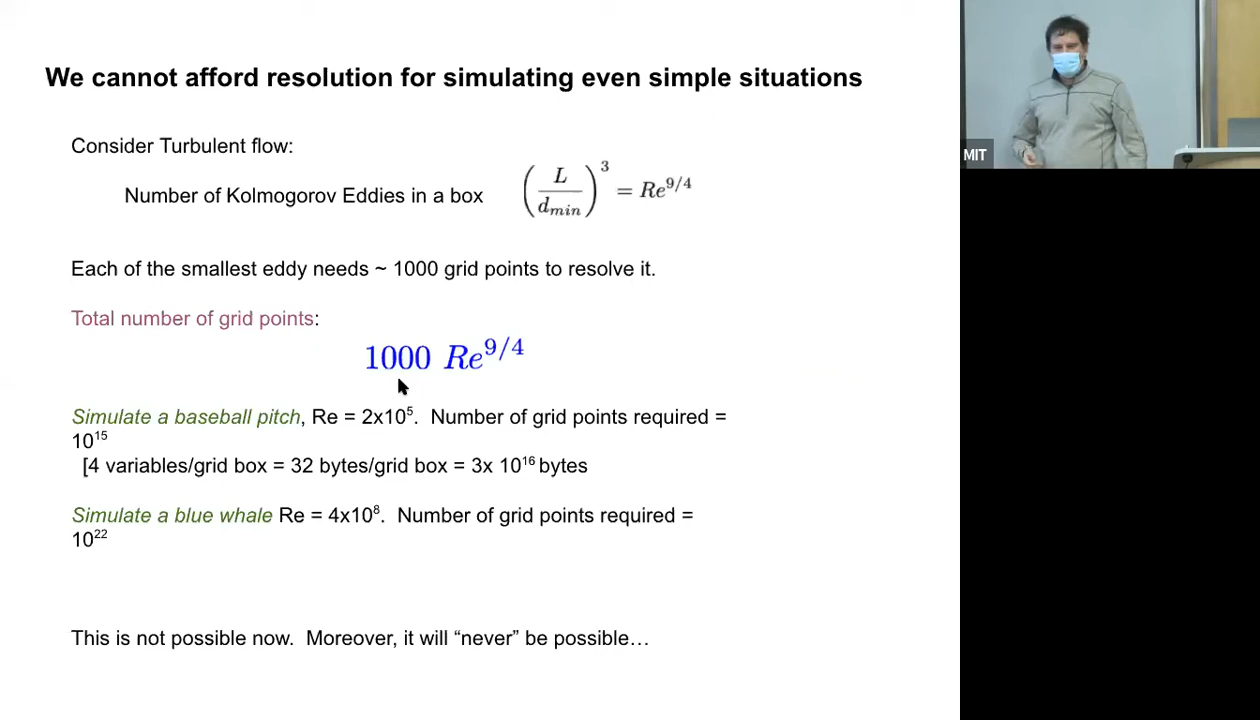 We cannot afford resolution for simulating even simple situations
Consider Turbulent flow:
Number of Kolmogorov Eddies in a box (L/d_min)^3 = Re^9/4
Each of the smallest eddy needs ~ 1000 grid points to resolve it.
Total number of grid points:
1000 Re^9/4
Simulate a baseball pitch, Re = 2x10^5. Number of grid points required =
10^15
[4 variables/grid box = 32 bytes/grid box = 3x 10^16 bytes
Simulate a blue whale Re = 4x10^8. Number of grid points required =
10^22
This is not possible now. Moreover, it will “never” be possible…
MIT